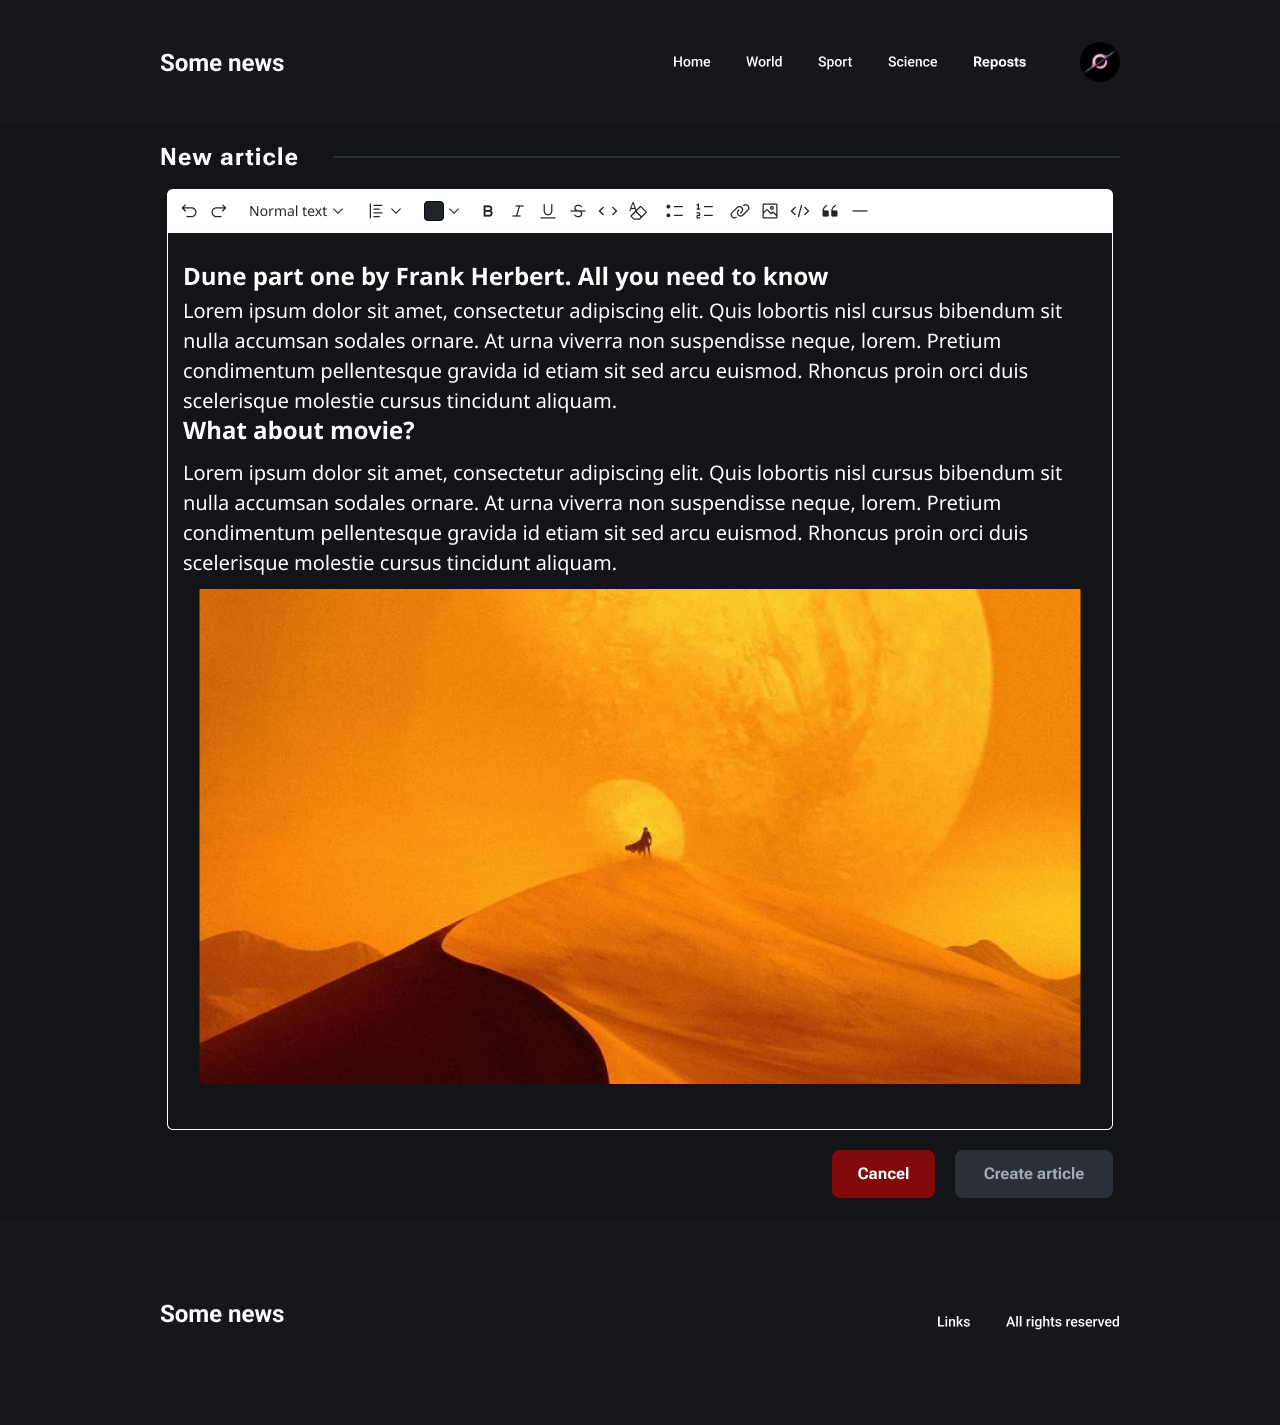 Some news
Home World Sport Science Reposts
New article
Normal text
Dune part one by Frank Herbert. All you need to know
Lorem ipsum dolor sit amet, consectetur adipiscing elit. Quis lobortis nisl cursus bibendum sit
nulla accumsan sodales ornare. At urna viverra non suspendisse neque, lorem. Pretium
condimentum pellentesque gravida id etiam sit sed arcu euismod. Rhoncus proin orci duis
scelerisque molestie cursus tincidunt aliquam.
What about movie?
Lorem ipsum dolor sit amet, consectetur adipiscing elit. Quis lobortis nisl cursus bibendum sit
nulla accumsan sodales ornare. At urna viverra non suspendisse neque, lorem. Pretium
condimentum pellentesque gravida id etiam sit sed arcu euismod. Rhoncus proin orci duis
scelerisque molestie cursus tincidunt aliquam.
Cancel Create article
Some news
Links All rights reserved